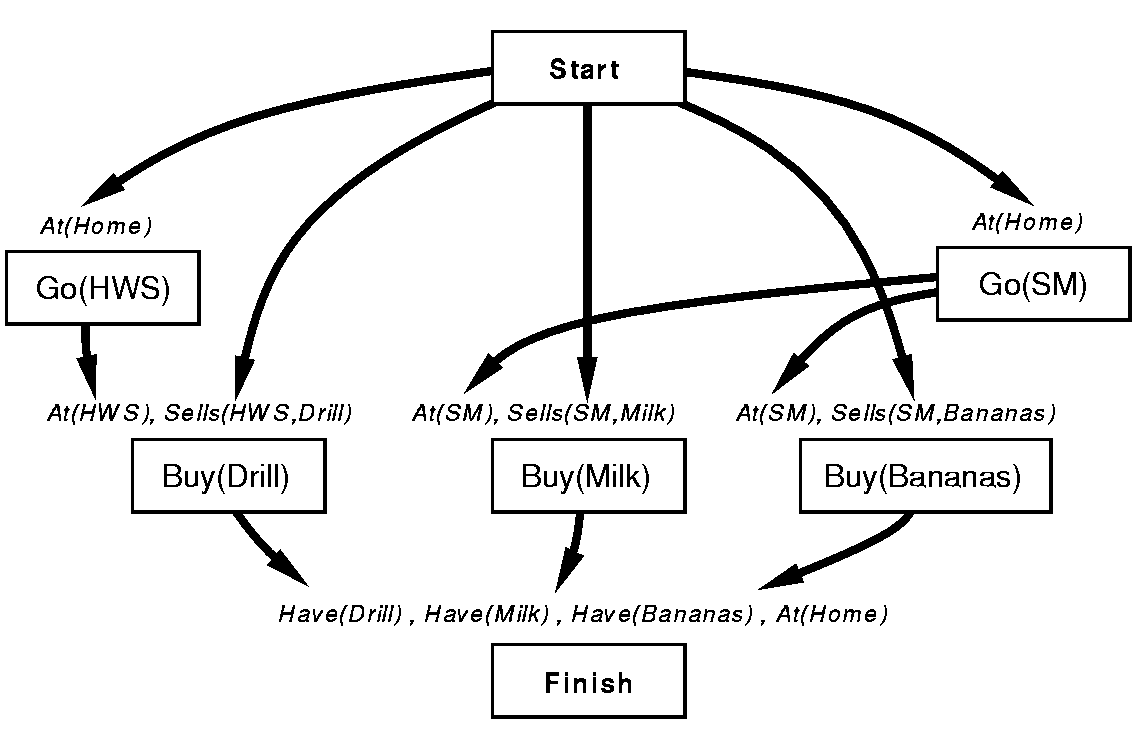 Start
At(Home)
At(Home)
Go(HWS)
Go(SM)
At(HWS), Sells(HWS,Drill)
At(SM), Sells(SM,Milk)
At(SM), Sells(SM,Bananas)
Buy(Drill)
Buy(Milk)
Buy(Bananas)
Have(Drill) , Have(Milk) , Have(Bananas) , At(Home)
Finish